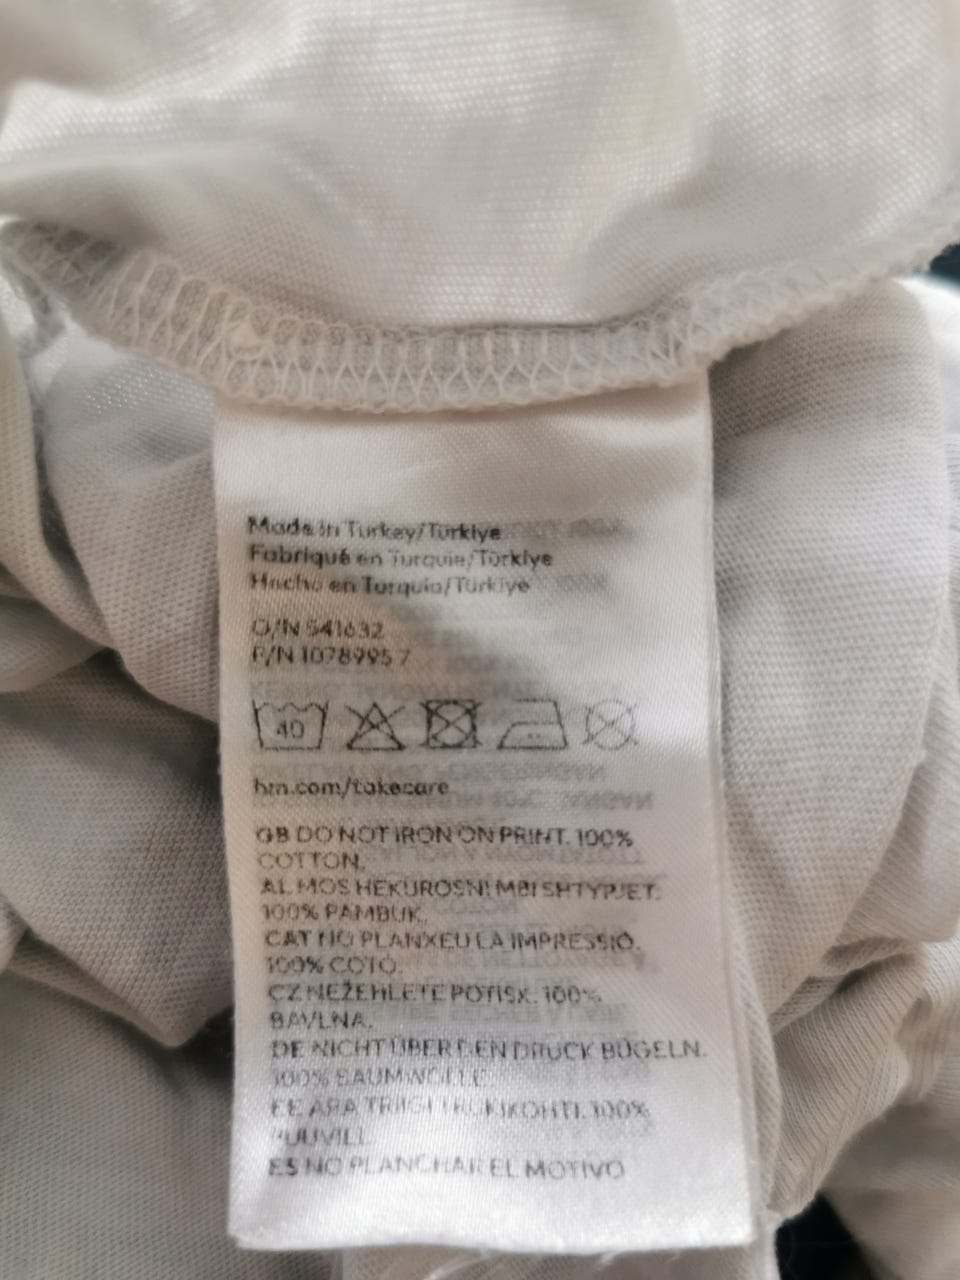 Made in Turkey/Türkiye
Fabriqué en Turquie/Türkiye
Hecho en Turquía/Türkiye
O/N 541632
P/N 1078995 7
40
hm.com/takecare
GB DO NOT IRON ON PRINT. 100%
COTTON.
AL MOS HEKUROSNI MBI SHTYPJET.
100% PAMBUK.
CAT NO PLANXEU LA IMPRESSIÓ.
100% COTÓ.
CZ NEŽEHLETE POTISK. 100%
BAVLNA.
DE NICHT ÜBER DEN DRUCK BÜGELN.
100% BAUMWOLLE.
EE ÄRA TRIIGI TRÜKIKOHTI. 100%
PUUVILL.
ES NO PLANCHAR EL MOTIVO